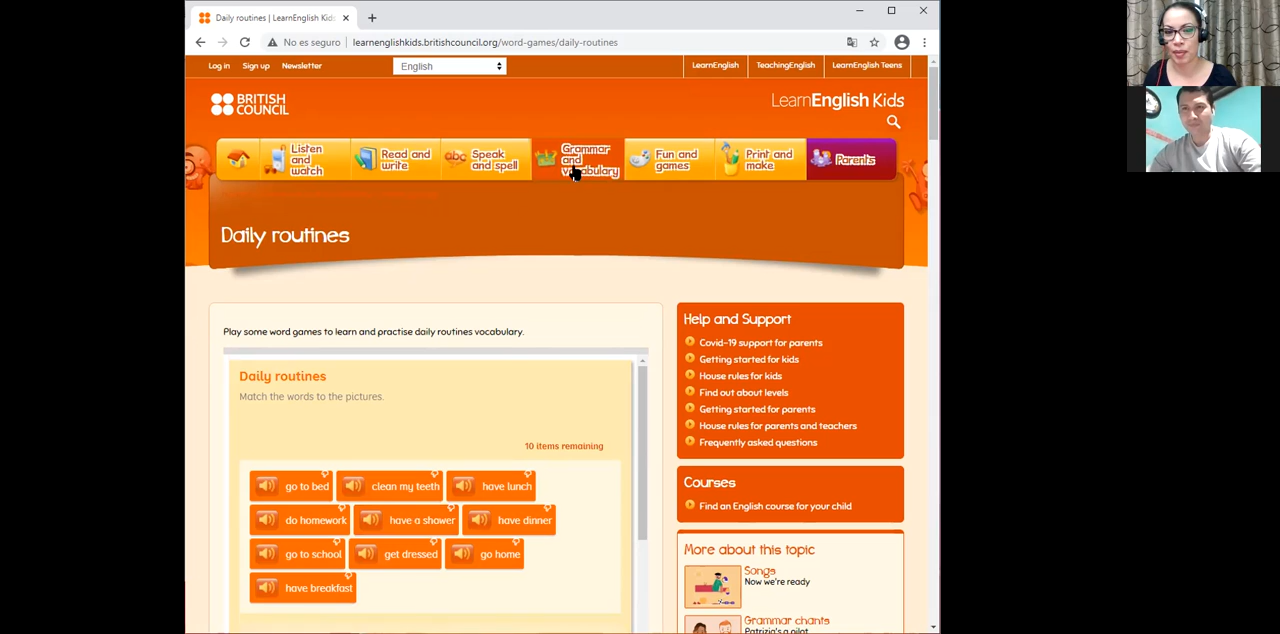 Daily routines | LearnEnglish Kids
No es seguro | learnenglishkids.britishcouncil.org/word-games/daily-routines
Log in Sign up Newsletter English LearnEnglish TeachingEnglish LearnEnglish Teens
BRITISH COUNCIL
LearnEnglish Kids
Listen and watch
Read and write
abc Speak and spell
Grammar and vocabulary
Fun and games
Print and make
Parents
Daily routines
Play some word games to learn and practise daily routines vocabulary.
Daily routines
Match the words to the pictures.
10 items remaining
go to bed clean my teeth have lunch
do homework have a shower have dinner
go to school get dressed go home
have breakfast
Help and Support
Covid-19 support for parents
Getting started for kids
House rules for kids
Find out about levels
Getting started for parents
House rules for parents and teachers
Frequently asked questions
Courses
Find an English course for your child
More about this topic
Songs
Now we're ready
Grammar chants
Patrizia's a pilot